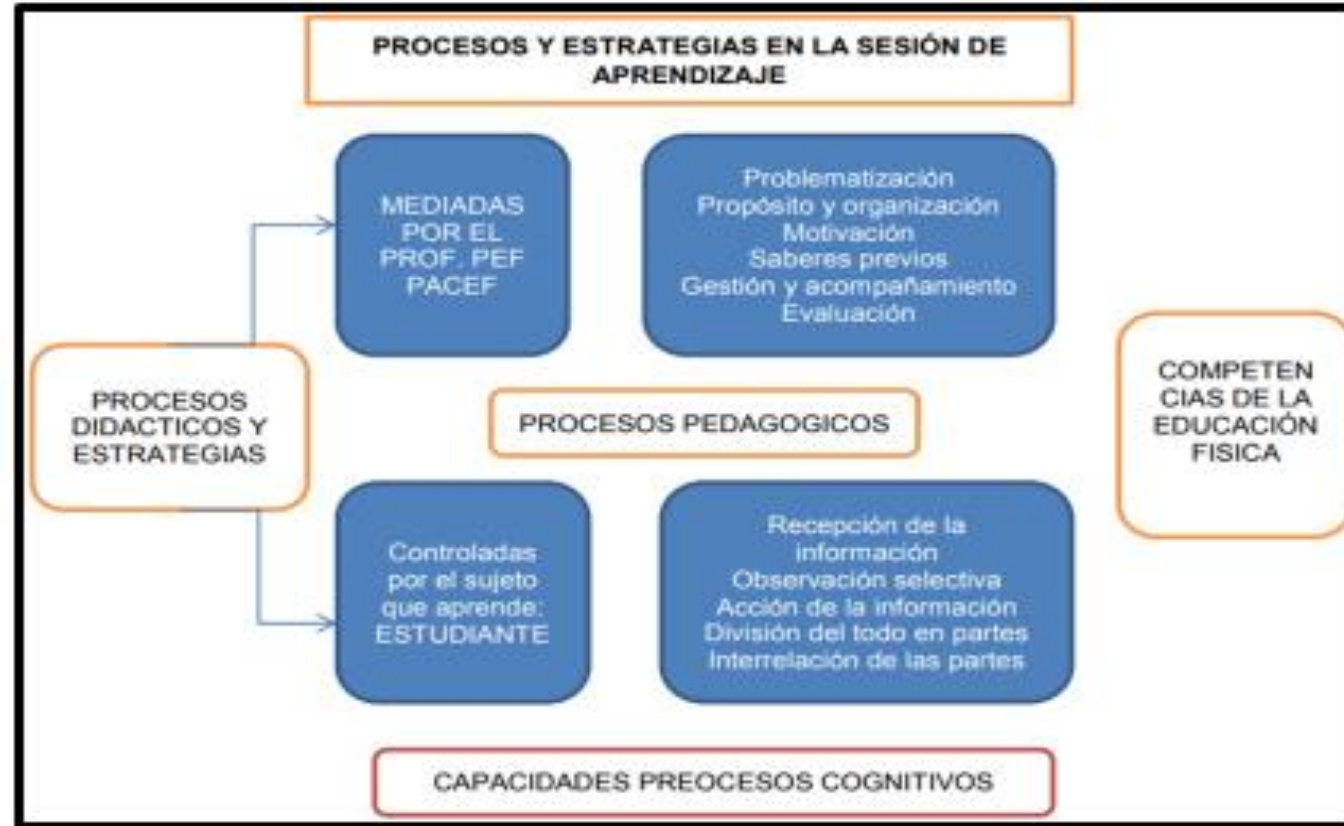 PROCESOS Y ESTRATEGIAS EN LA SESIÓN DE
APRENDIZAJE
MEDIADAS
POR EL
PROF. PEF
PACEF
Problematización
Propósito y organización
Motivación
Saberes previos
Gestión y acompañamiento
Evaluación
PROCESOS
DIDACTICOS Y
ESTRATEGIAS
PROCESOS PEDAGOGICOS
COMPETEN
CIAS DE LA
EDUCACIÓN
FISICA
Controladas
por el sujeto
que aprende:
ESTUDIANTE
Recepción de la
información
Observación selectiva
Acción de la información
División del todo en partes
Interrelación de las partes
CAPACIDADES PREOCESOS COGNITIVOS